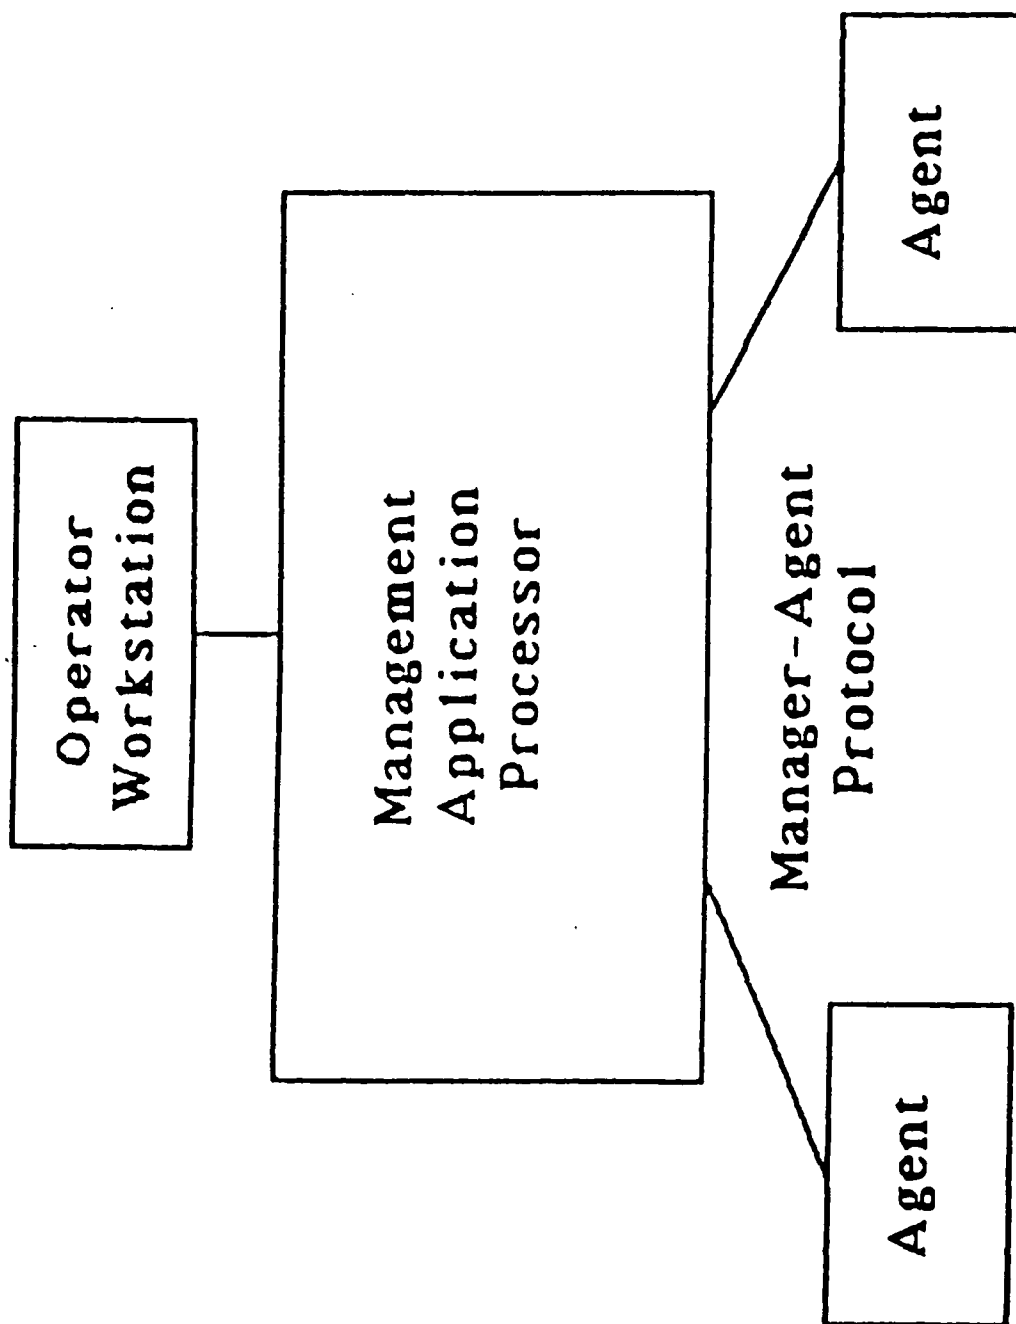 Operator
Workstation
Management
Application
Processor
Manager-Agent
Protocol
Agent
Agent